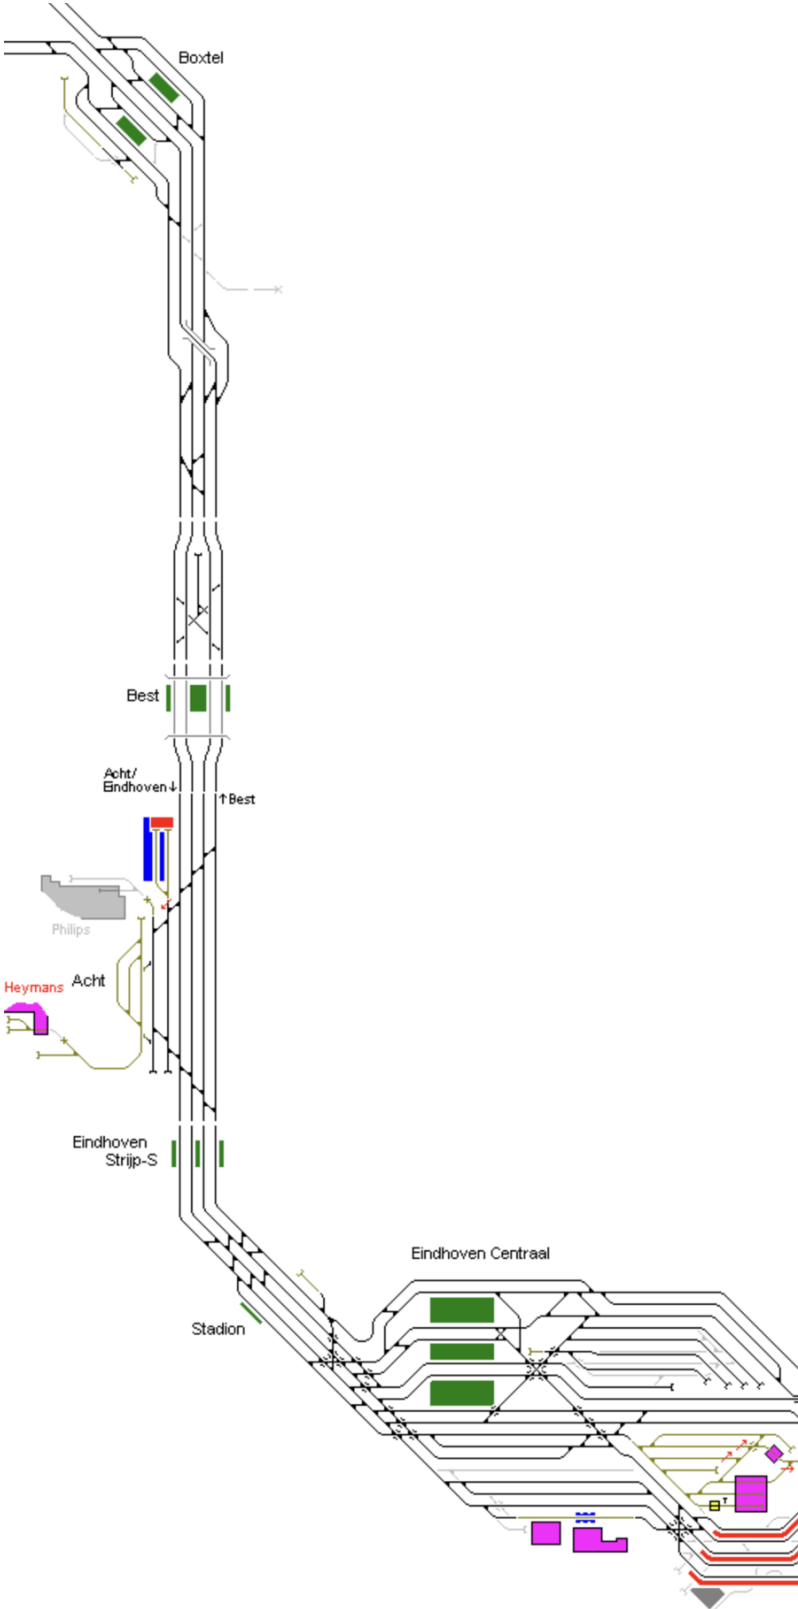 Boxtel
Best
Acht/
Eindhoven↓
↑Best
Philips
Heymans
Acht
Eindhoven
Strijp-S
Eindhoven Centraal
Stadion
T